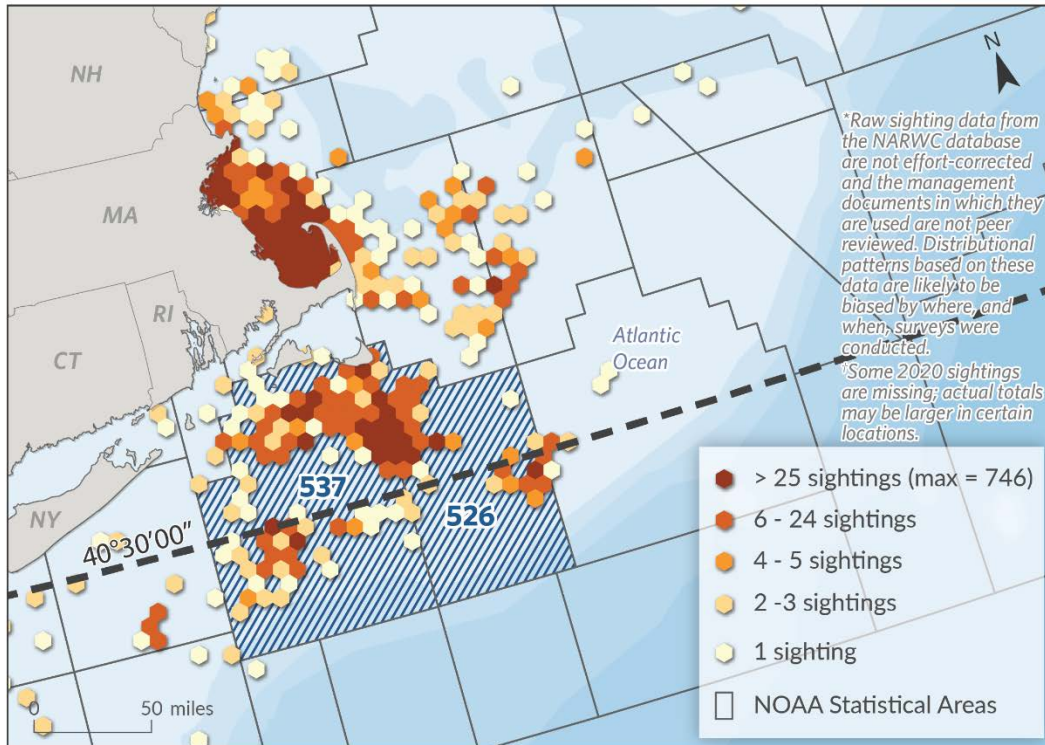 NH
MA
RI
CT
NY
N
*Raw sighting data from
the NARWC database
are not effort-corrected
and the management
documents in which they
are used are not peer
reviewed. Distributional
patterns based on these
data are likely to be
biased by where, and
when, surveys were
conducted.
Some 2020 sightings
are missing; actual totals
may be larger in certain
locations.
Atlantic
Ocean
537
526
40°30'00"
0 50 miles
> 25 sightings (max = 746)
6 - 24 sightings
4 - 5 sightings
2 -3 sightings
1 sighting
NOAA Statistical Areas